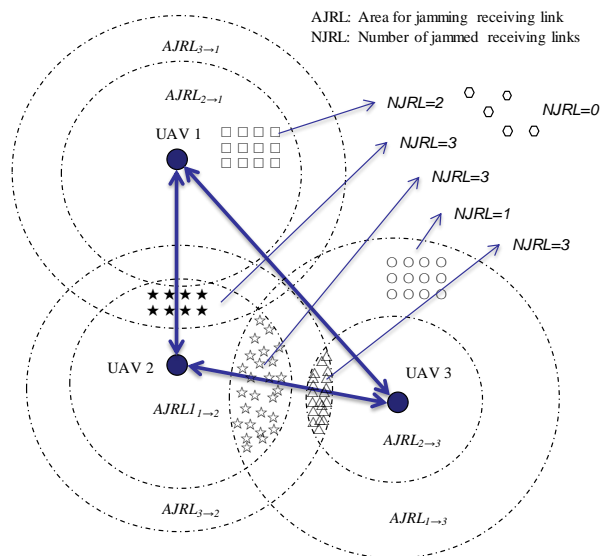 AJRL: Area for jamming receiving link
NJRL: Number of jammed receiving links
AJRL3→1
AJRL2→1
NJRL=2
NJRL=0
UAV 1
NJRL=3
NJRL=3
NJRL=1
NJRL=3
UAV 2
UAV 3
AJRL11→2
AJRL2→3
AJRL3→2
AJRL1→3